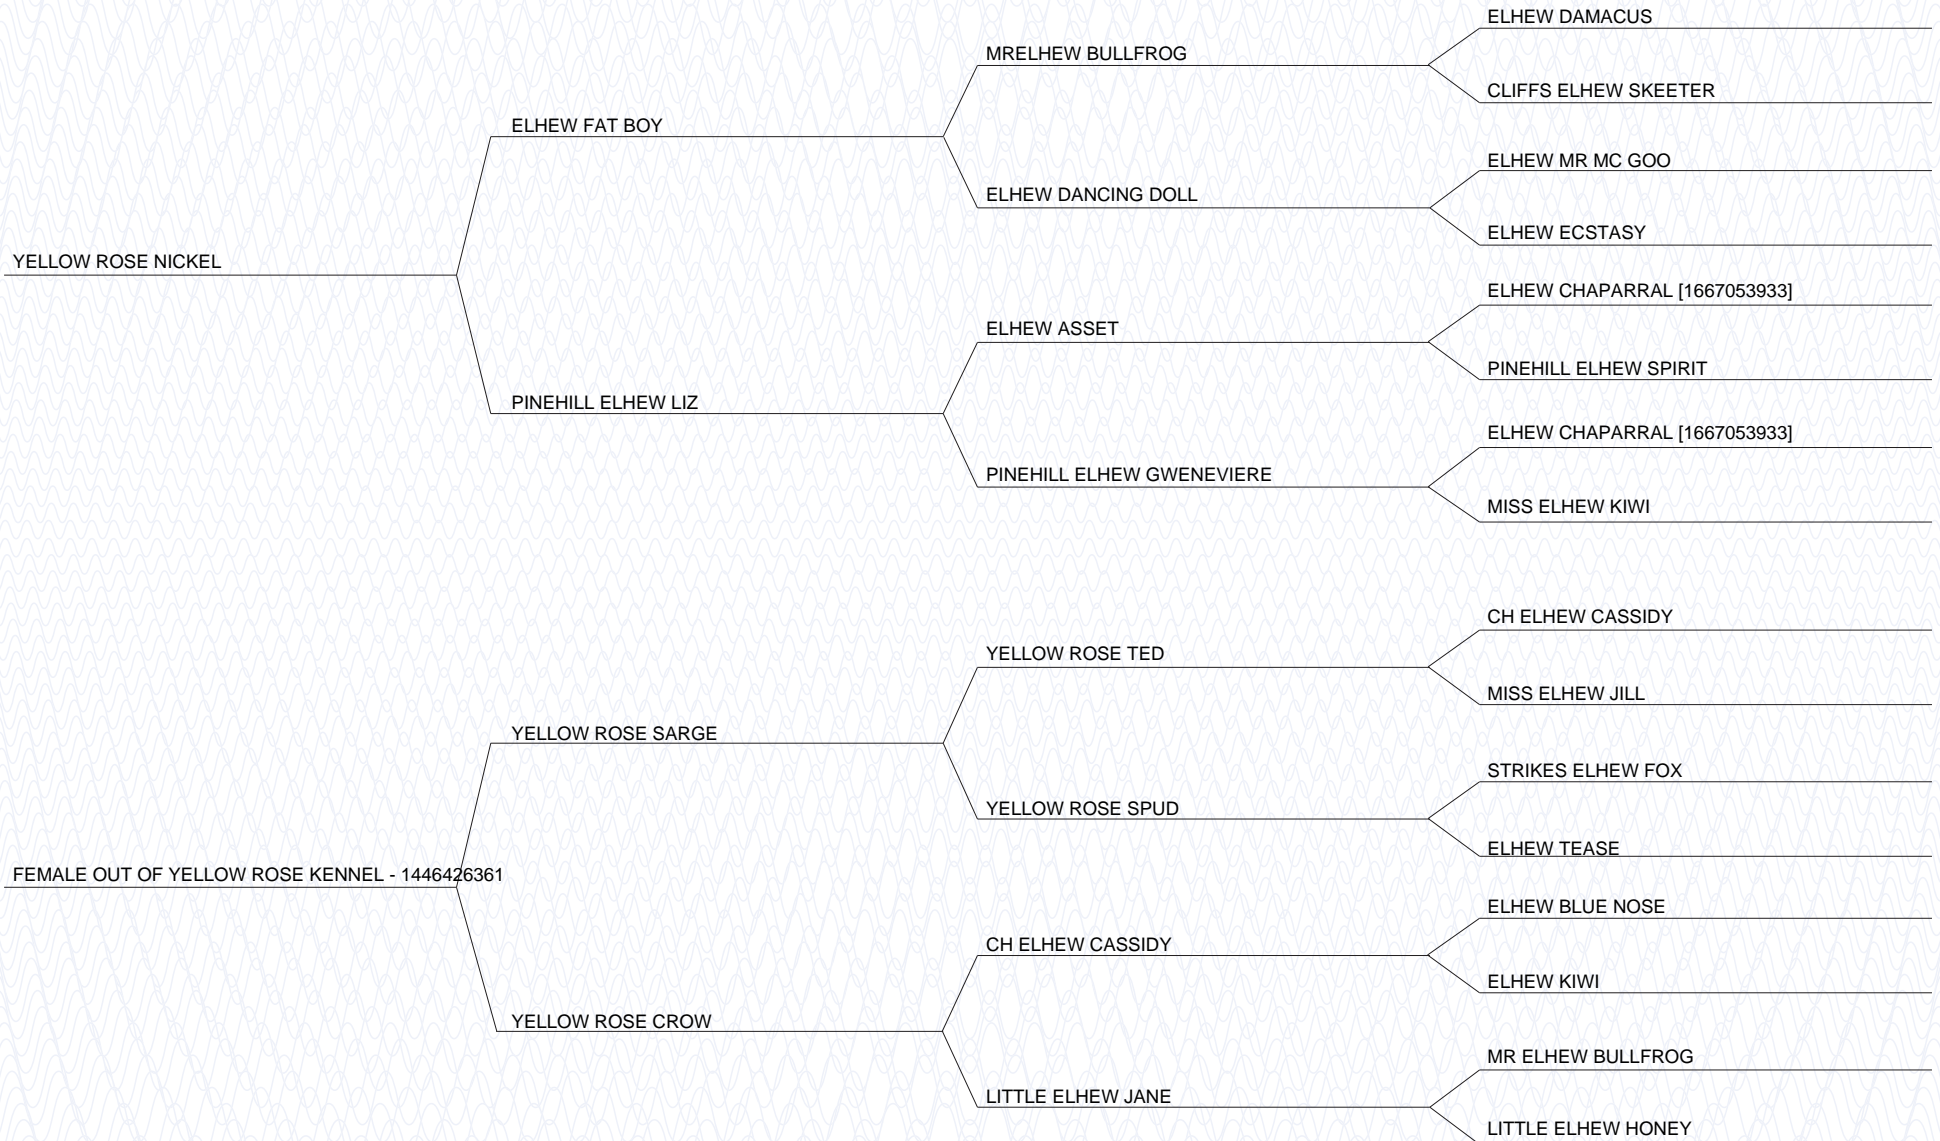 ELHEW DAMACUS
MRELHEW BULLFROG
CLIFFS ELHEW SKEETER
ELHEW FAT BOY
ELHEW MR MC GOO
ELHEW DANCING DOLL
ELHEW ECSTASY
YELLOW ROSE NICKEL
ELHEW CHAPARRAL [1667053933]
ELHEW ASSET
PINEHILL ELHEW SPIRIT
PINEHILL ELHEW LIZ
ELHEW CHAPARRAL [1667053933]
PINEHILL ELHEW GWENEVIERE
MISS ELHEW KIWI
CH ELHEW CASSIDY
YELLOW ROSE TED
MISS ELHEW JILL
YELLOW ROSE SARGE
STRIKES ELHEW FOX
YELLOW ROSE SPUD
ELHEW TEASE
FEMALE OUT OF YELLOW ROSE KENNEL - 1446426361
ELHEW BLUE NOSE
CH ELHEW CASSIDY
ELHEW KIWI
YELLOW ROSE CROW
MR ELHEW BULLFROG
LITTLE ELHEW JANE
LITTLE ELHEW HONEY